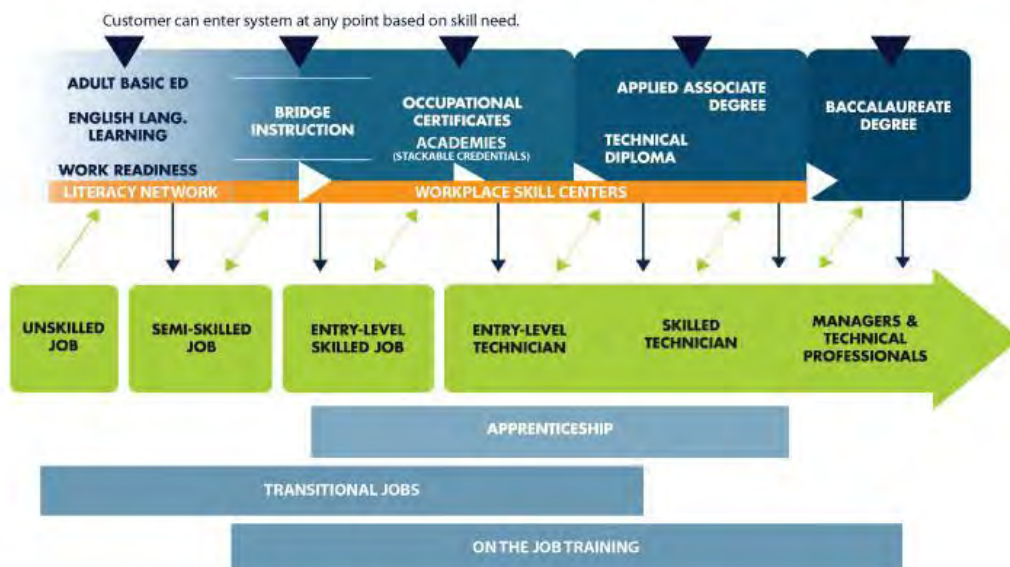 Customer can enter system at any point based on skill need.
ADULT BASIC ED
ENGLISH LANG.
LEARNING
WORK READINESS
BRIDGE
INSTRUCTION
OCCUPATIONAL
CERTIFICATES
ACADEMIES
(STACKABLE CREDENTIALS)
APPLIED ASSOCIATE
DEGREE
TECHNICAL
DIPLOMA
BACCALAUREATE
DEGREE
LITERACY NETWORK
WORKPLACE SKILL CENTERS
UNSKILLED
JOB
SEMI-SKILLED
JOB
ENTRY-LEVEL
SKILLED JOB
ENTRY-LEVEL
TECHNICIAN
SKILLED
TECHNICIAN
MANAGERS &
TECHNICAL
PROFESSIONALS
APPRENTICESHIP
TRANSITIONAL JOBS
ON THE JOB TRAINING